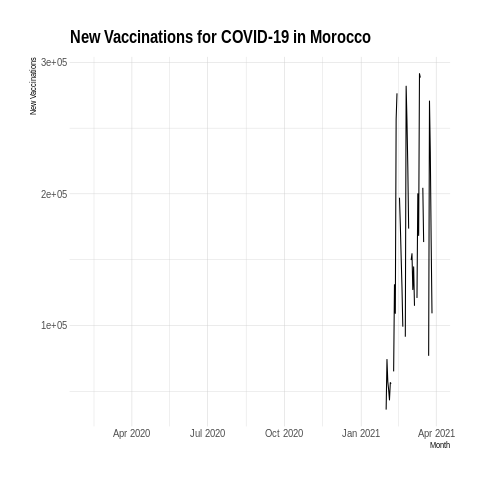 New Vaccinations for COVID-19 in Morocco
New Vaccinations
3e+05
2e+05
1e+05
Apr 2020 Jul 2020 Oct 2020 Jan 2021 Apr 2021
Month